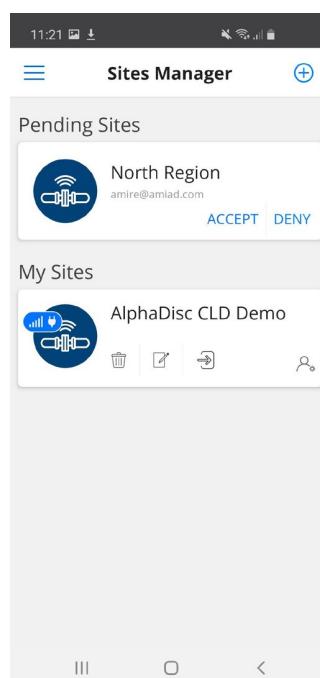 11:21
Sites Manager
Pending Sites
North Region
amire@amiad.com
ACCEPT DENY
My Sites
AlphaDisc CLD Demo